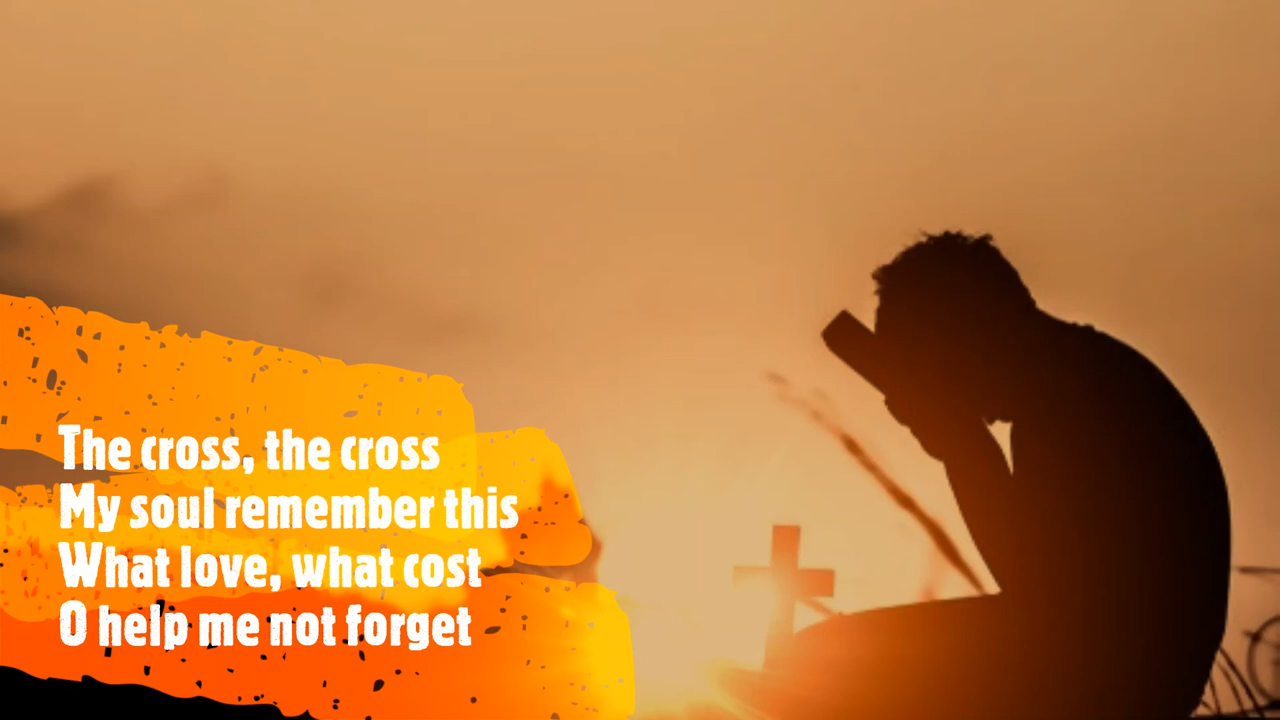 The cross, the cross
My soul remember this
What love, what cost
O help me not forget